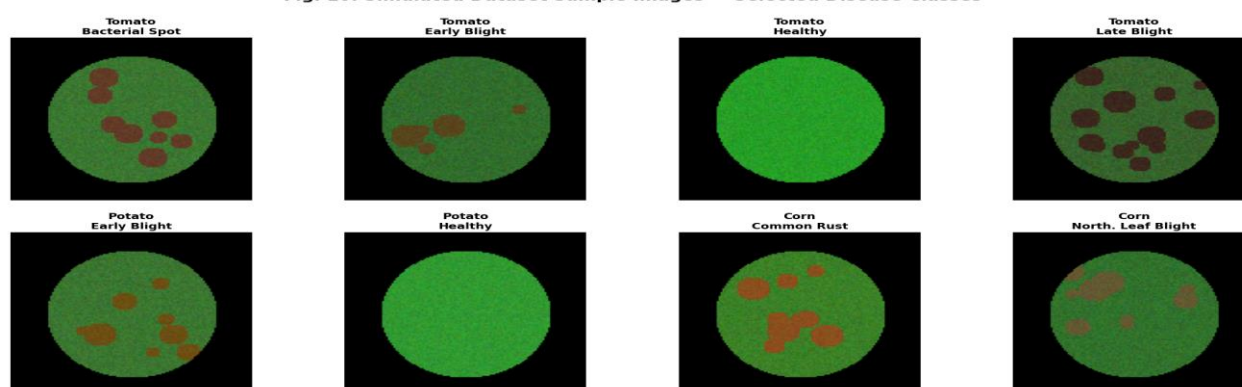 Tomato
Bacterial Spot
Tomato
Early Blight
Tomato
Healthy
Tomato
Late Blight
Potato
Early Blight
Potato
Healthy
Corn
Common Rust
Corn
North. Leaf Blight